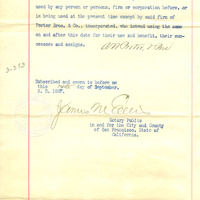 used by any person or persons, firm or corporation before, or
is being used at the present time except by said firm of
Porter Bros. & Co., incorporated, who intend using the same
on and after this date for their use and benefit, their suc-
cessors and assigns.
Subscribed and sworn to before me
this day of September,
A. D. 1887.
James M. Ellis
Notary Public
in and for the City and County
of San Francisco, State of
California.